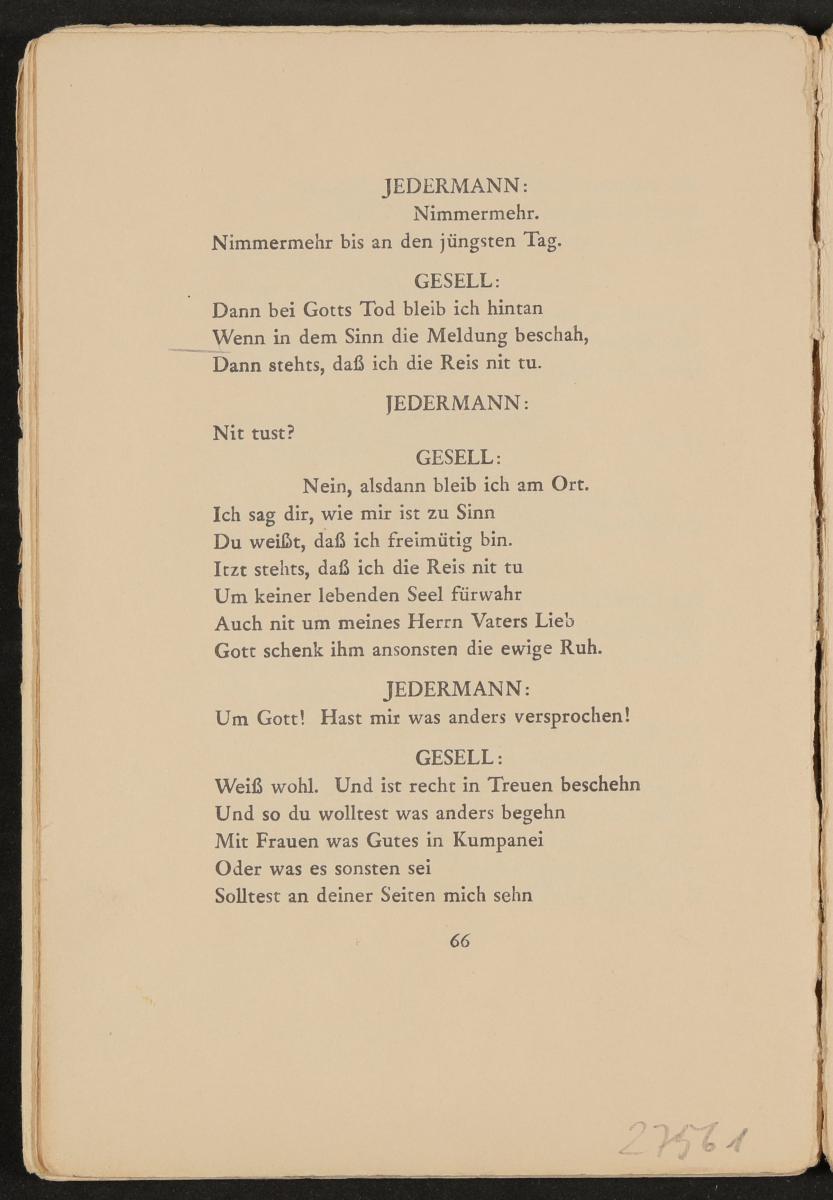 JEDERMANN:
Nimmermehr.
Nimmermehr bis an den jüngsten Tag.
GESELL:
Dann bei Gotts Tod bleib ich hintan
Wenn in dem Sinn die Meldung beschah,
Dann stehts, daß ich die Reis nit tu.
JEDERMANN:
Nit tust?
GESELL:
Nein, alsdann bleib ich am Ort.
Ich sag dir, wie mir ist zu Sinn
Du weißt, daß ich freimütig bin.
Itzt stehts, daß ich die Reis nit tu
Um keiner lebenden Seel fürwahr
Auch nit um meines Herrn Vaters Lieb
Gott schenk ihm ansonsten die ewige Ruh.
JEDERMANN:
Um Gott! Hast mir was anders versprochen!
GESELL:
Weiß wohl. Und ist recht in Treuen beschehn
Und so du wolltest was anders begehn
Mit Frauen was Gutes in Kumpanei
Oder was es sonsten sei
Solltest an deiner Seiten mich sehn
66
27561